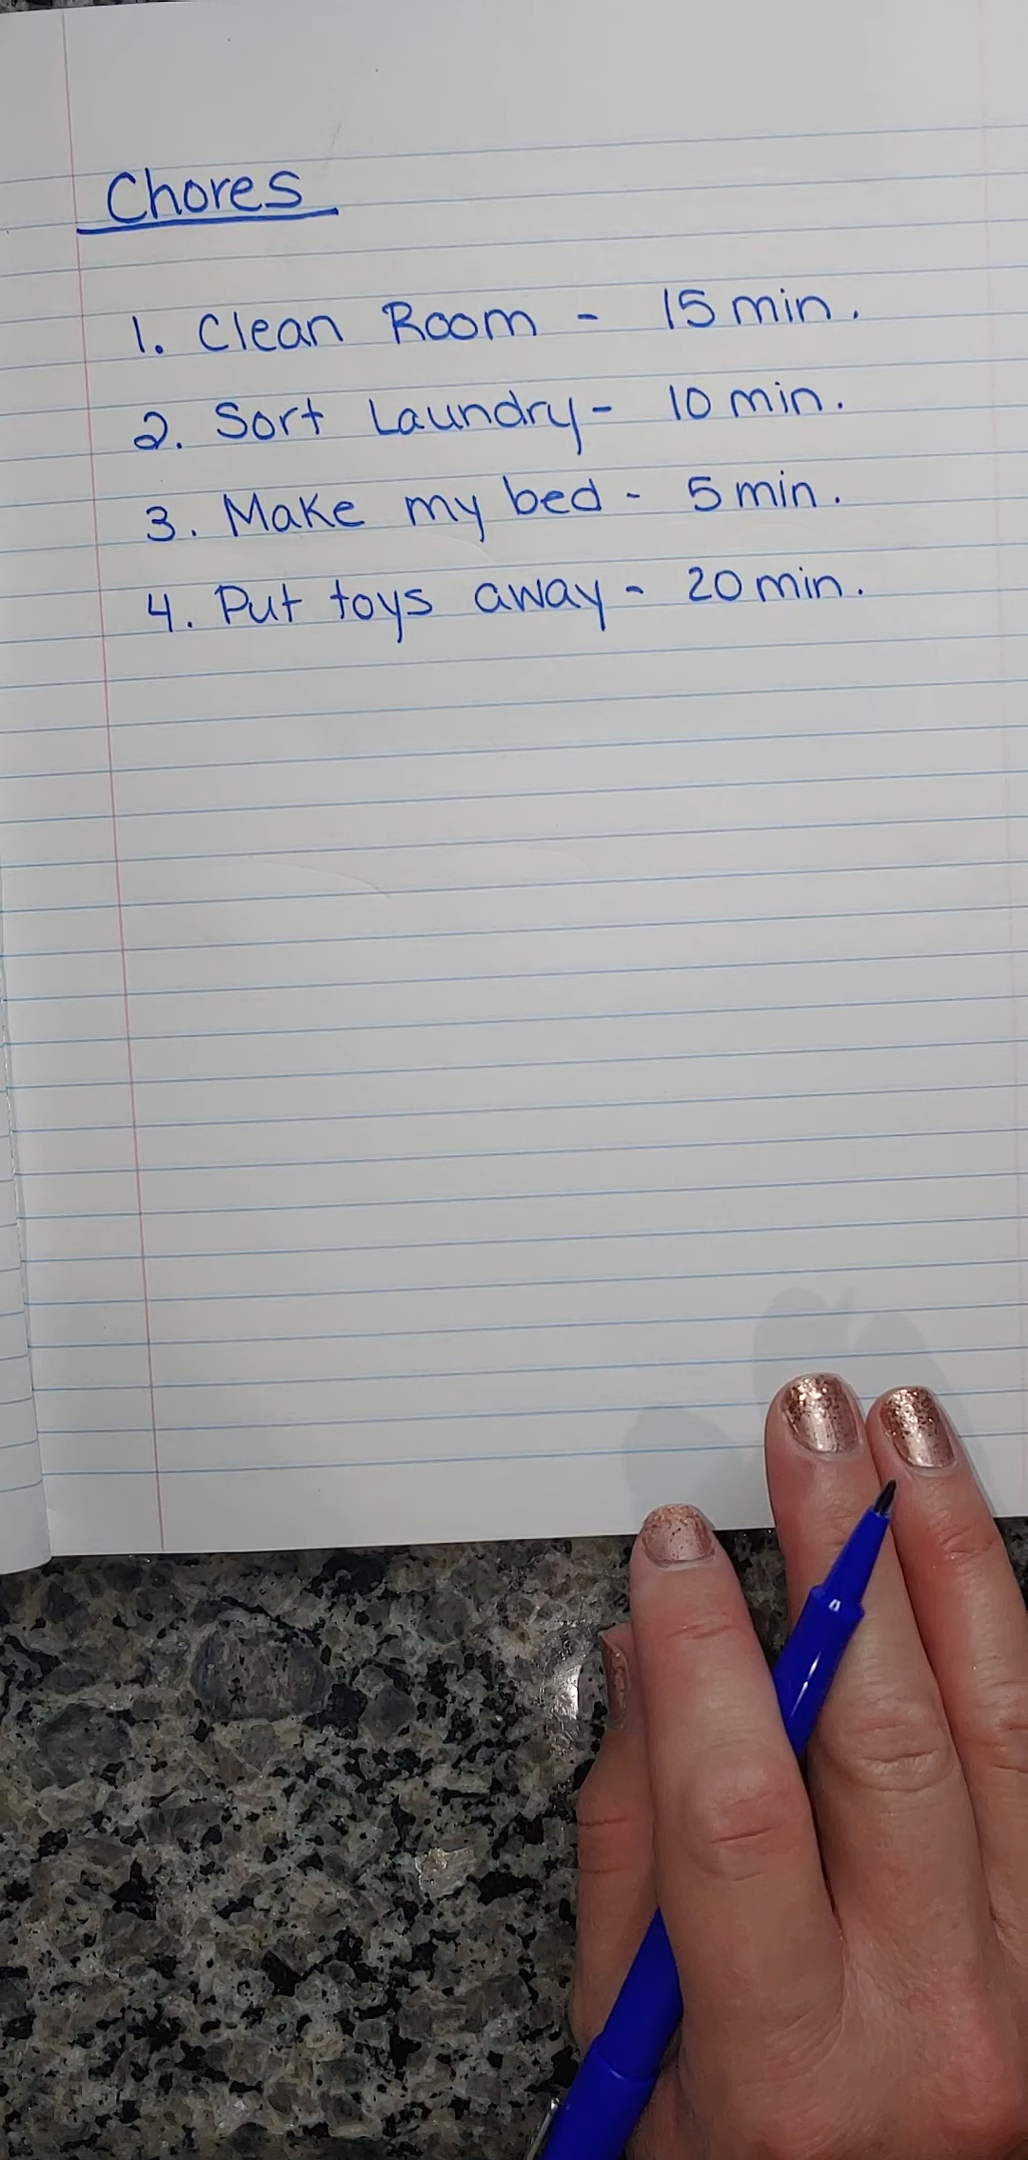 Chores
1. Clean Room - 15 min.
2. Sort Laundry - 10 min.
3. Make my bed - 5 min.
4. Put toys away - 20 min.